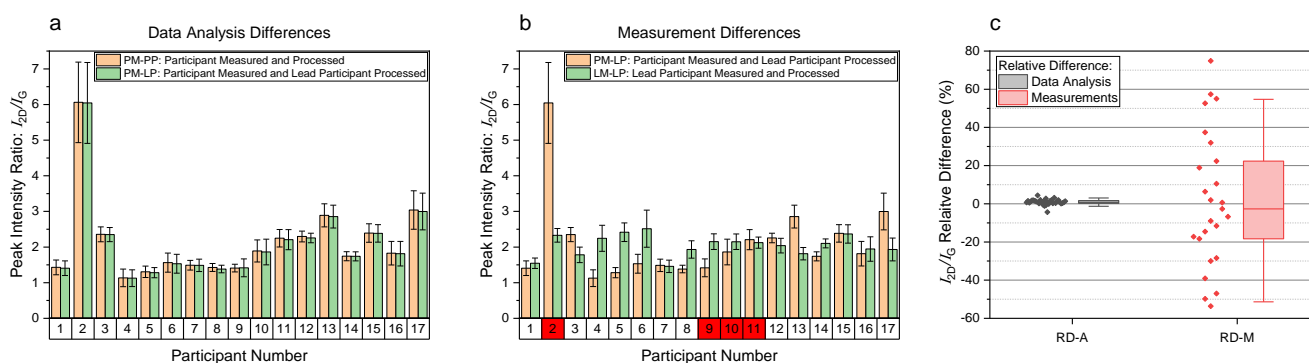 a
Data Analysis Differences
PM-PP: Participant Measured and Processed
PM-LP: Participant Measured and Lead Participant Processed
Peak Intensity Ratio: I2D/IG
7
6
5
4
3
2
1
0
1 2 3 4 5 6 7 8 9 10 11 12 13 14 15 16 17
Participant Number
b
Measurement Differences
PM-LP: Participant Measured and Lead Participant Processed
LM-LP: Lead Participant Measured and Processed
Peak Intensity Ratio: I2D/IG
7
6
5
4
3
2
1
0
1 2 3 4 5 6 7 8 9 10 11 12 13 14 15 16 17
Participant Number
c
Relative Difference:
Data Analysis
Measurements
I2D/IG Relaitve Difference (%)
80
60
40
20
0
-20
-40
-60
RD-A RD-M